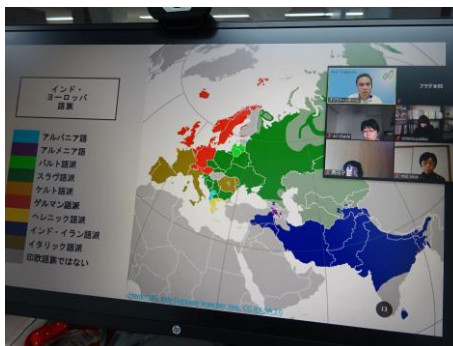 インド・
ヨーロッパ
語族
アルバニア語
アルメニア語
バルト語派
スラヴ語派
ケルト語派
ゲルマン語派
ヘレニック語派
インド・イラン語派
イタリック語派
印欧語族ではない
13
hp